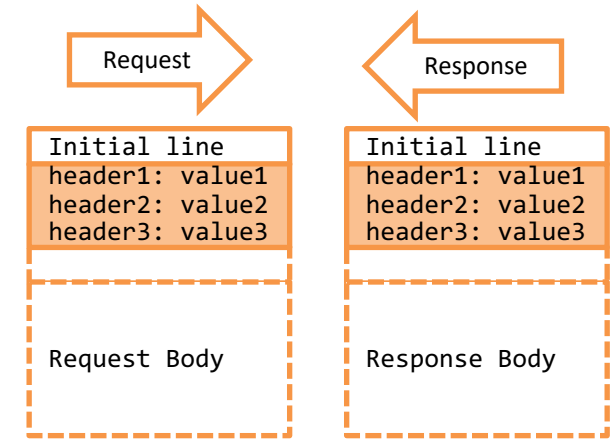 Request
Response
Initial line
header1: value1
header2: value2
header3: value3
Request Body
Initial line
header1: value1
header2: value2
header3: value3
Response Body